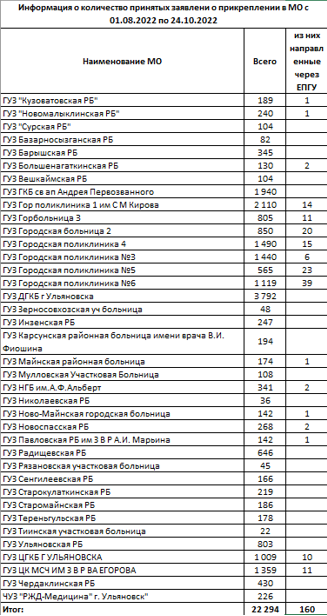 Информация о количество принятых заявлени о прикреплении в МО с
01.08.2022 по 24.10.2022
Наименование МО Всего из них направл енные через ЕПГУ
ГУЗ "Кузоватовская РБ" 189 1
ГУЗ "Новомалыклинская РБ" 240 1
ГУЗ "Сурская РБ" 104
ГУЗ Базарносызганская РБ 82
ГУЗ Барышская РБ 345
ГУЗ Большенагаткинская РБ 130 2
ГУЗ Вешкаймская РБ 104
ГУЗ ГКБ св ап Андрея Первозванного 1 940
ГУЗ Гор поликлиника 1 им С М Кирова 2 110 14
ГУЗ Горбольница 3 805 11
ГУЗ Городская больница 2 850 20
ГУЗ Городская поликлиника 4 1 490 15
ГУЗ Городская поликлиника №3 1 440 6
ГУЗ Городская поликлиника №5 565 23
ГУЗ Городская поликлиника №6 1 119 39
ГУЗ ДГКБ г Ульяновска 3 792
ГУЗ Зерносовхозская уч больница 48
ГУЗ Инзенская РБ 247
ГУЗ Карсунская районная больница имени врача В.И.
Фиошина 194
ГУЗ Майнская районная больница 174 1
ГУЗ Мулловская Участковая Больница 108
ГУЗ НГБ им.А.Ф.Альберт 341 2
ГУЗ Николаевская РБ 36
ГУЗ Ново-Майнская городская больница 142 1
ГУЗ Новоспасская РБ 268 2
ГУЗ Павловская РБ им З В Р А.И. Марьина 142 1
ГУЗ Радищевская РБ 646
ГУЗ Рязановская участковая больница 45
ГУЗ Сенгилеевская РБ 166
ГУЗ Старокулаткинская РБ 219
ГУЗ Старомайнская РБ 186
ГУЗ Тереньгульская РБ 178
ГУЗ Тиинская участковая больница 22
ГУЗ Ульяновская РБ 803
ГУЗ ЦГКБ Г УЛЬЯНОВСКА 1 009 10
ГУЗ ЦК МСЧ ИМ З В Р ВА ЕГОРОВА 1 359 11
ГУЗ Чердаклинская РБ 430
ЧУЗ "РЖД-Медицина" г. Ульяновск" 226
Итог: 22 294 160